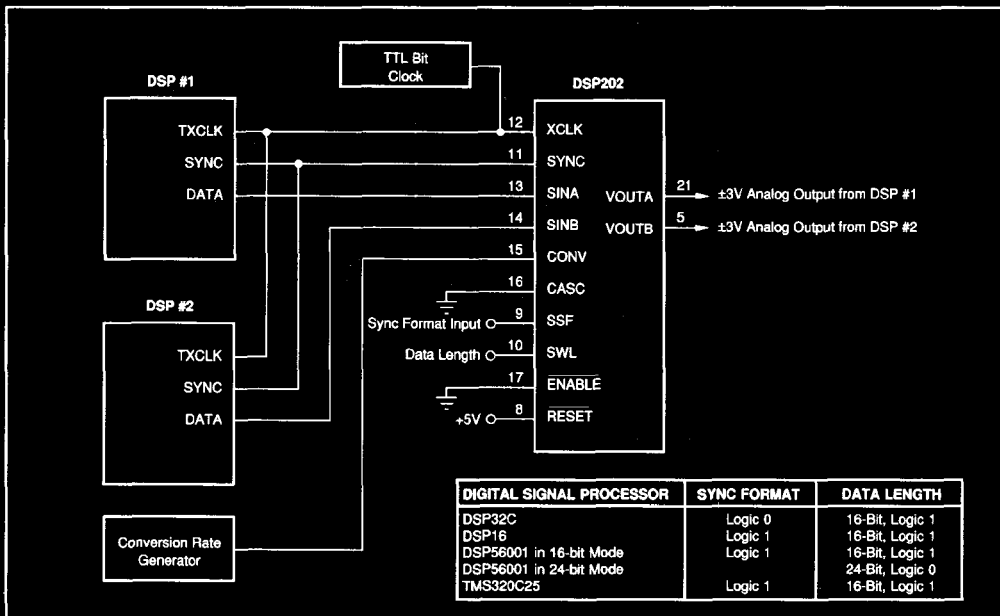 TTL Bit
Clock
DSP #1
DSP202
TXCLK
SYNC
DATA
12
11
13
14
15
16
9
10
17
8
XCLK
SYNC
SINA
SINB
CONV
CASC
SSF
SWL
ENABLE
RESET
VOUTA
VOUTB
21
5
±3V Analog Output from DSP #1
±3V Analog Output from DSP #2
Sync Format Input
Data Length
+5V
DSP #2
TXCLK
SYNC
DATA
Conversion Rate
Generator
DIGITAL SIGNAL PROCESSOR SYNC FORMAT DATA LENGTH
DSP32C Logic 0 16-Bit, Logic 1
DSP16 Logic 1 16-Bit, Logic 1
DSP56001 in 16-bit Mode Logic 1 16-Bit, Logic 1
DSP56001 in 24-bit Mode 24-Bit, Logic 0
TMS320C25 Logic 1 16-Bit, Logic 1